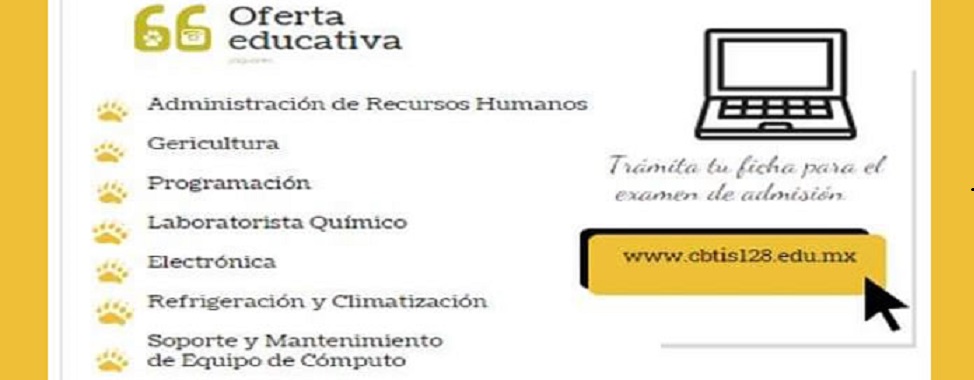 Oferta
educativa
Administración de Recursos Humanos
Gericultura
Programación
Laboratorista Químico
Electrónica
Refrigeración y Climatización
Soporte y Mantenimiento
de Equipo de Cómputo
Trámita tu ficha para el
examen de admisión
www.cbtis128.edu.mx